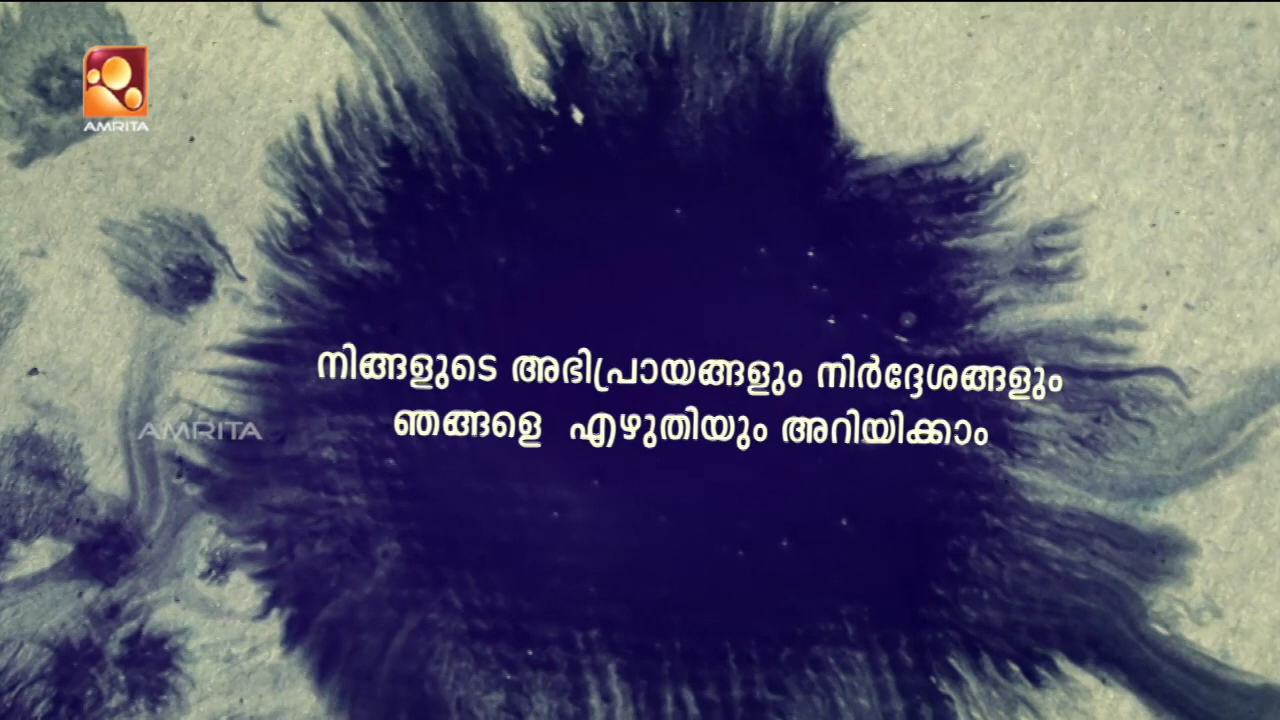 AMRITA
നിങ്ങളുടെ അഭിപ്രായങ്ങളും നിർദ്ദേശങ്ങളും
ഞങ്ങളെ എഴുതിയും അറിയിക്കാം
AMRITA